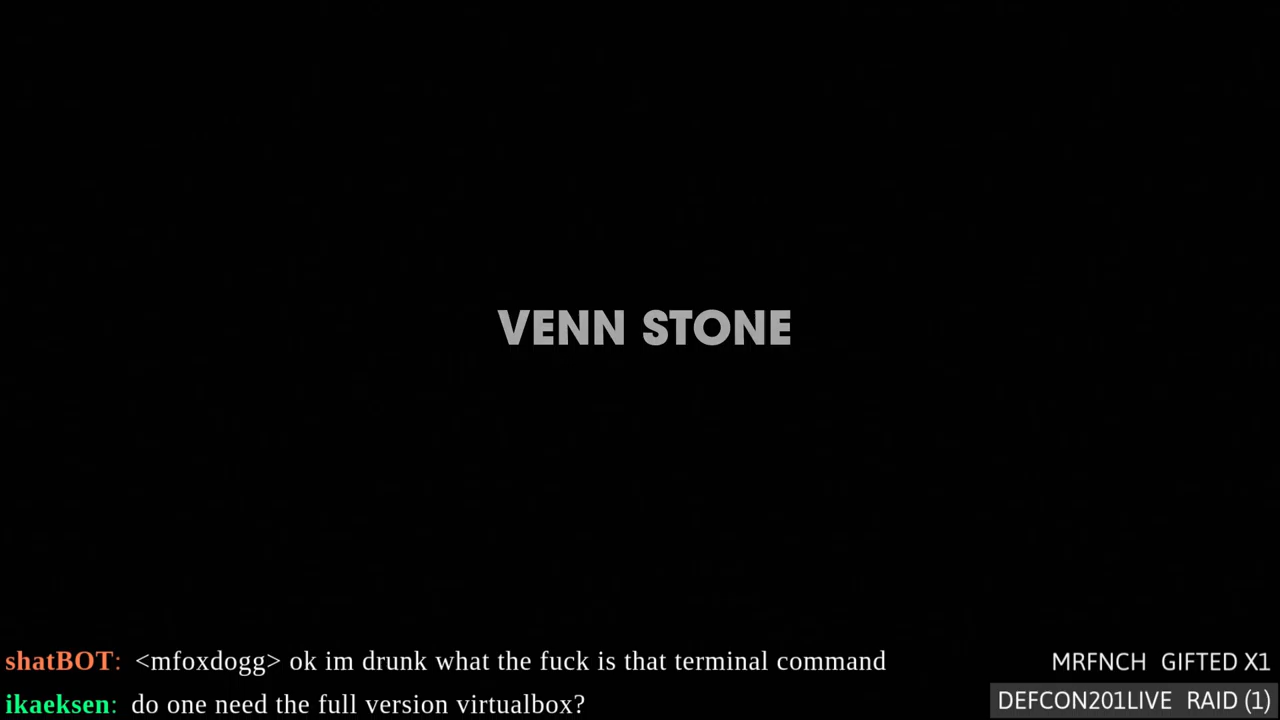 VENN STONE
shatBOT: <mfoxdogg> ok im drunk what the fuck is that terminal command
MRFNCH GIFTED X1
ikaeksen: do one need the full version virtualbox?
DEFCON201LIVE RAID (1)